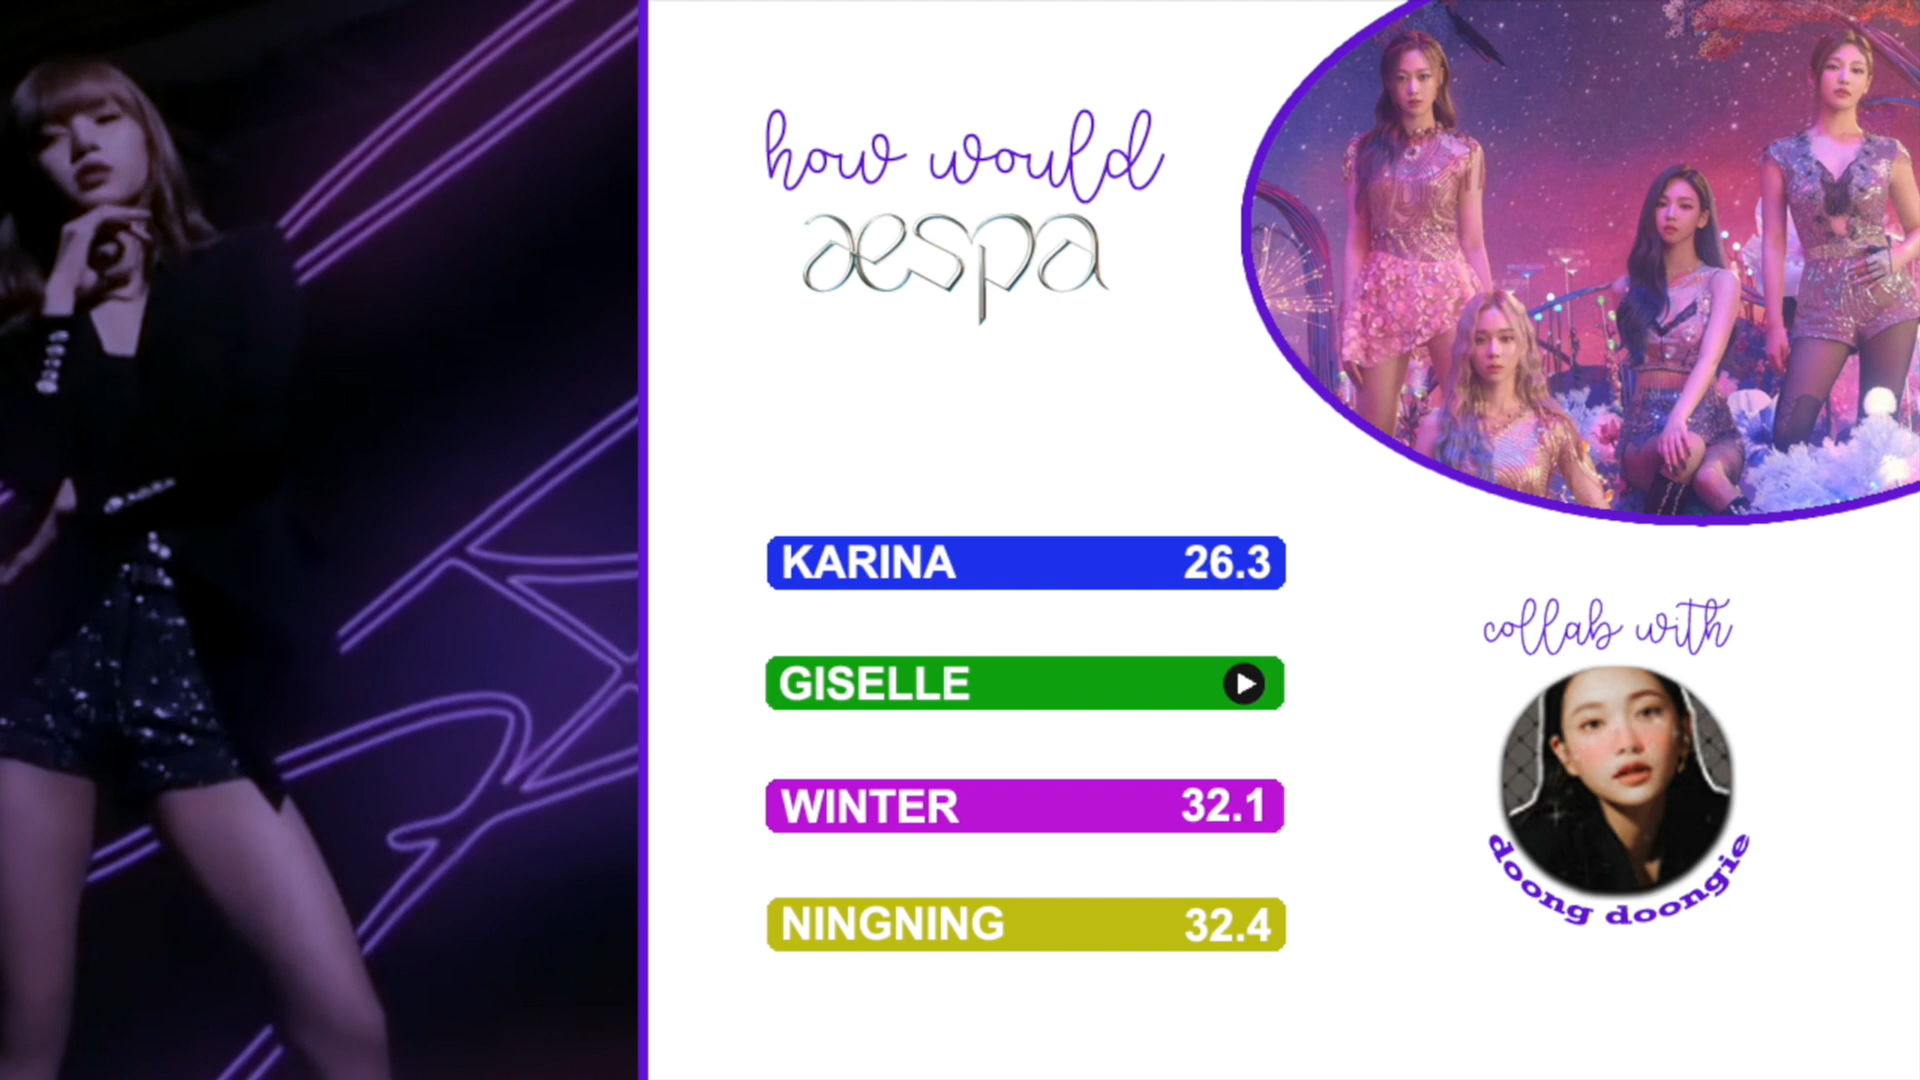 how would
aespa
KARINA 26.3
GISELLE
WINTER 32.1
NINGNING 32.4
collab with
doong doongie